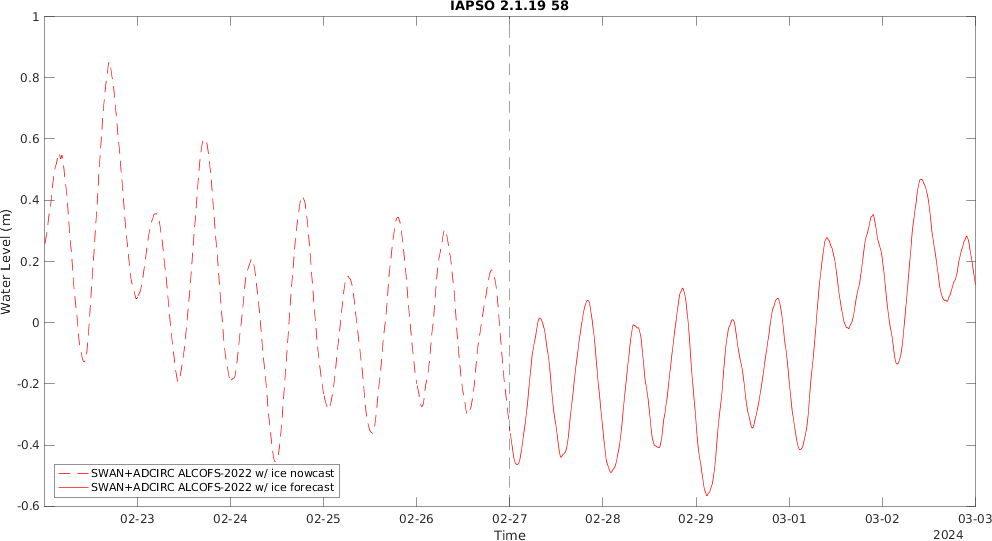 IAPSO 2.1.19 58
1
0.8
0.6
0.4
0.2
0
-0.2
-0.4
-0.6
Water Level (m)
SWAN+ADCIRC ALCOFS-2022 w/ ice nowcast
SWAN+ADCIRC ALCOFS-2022 w/ ice forecast
02-23 02-24 02-25 02-26 02-27 02-28 02-29 03-01 03-02 03-03
Time
2024